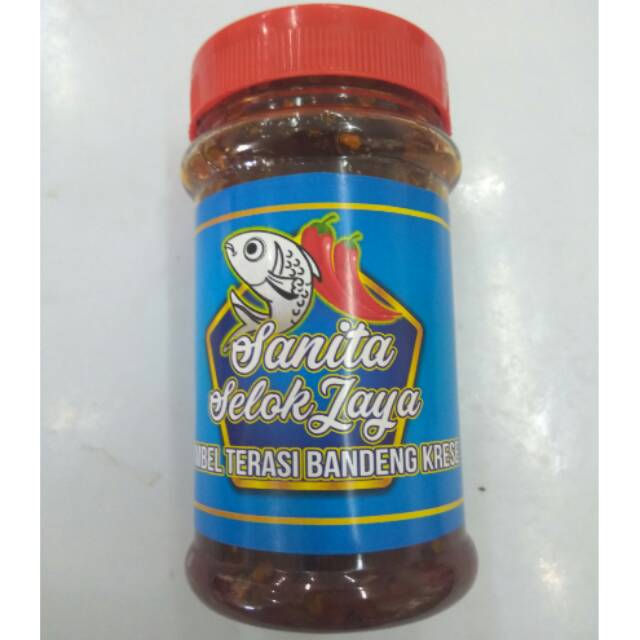 Sanita
Selok Jaya
MBEL TERASI BANDENG KRESE